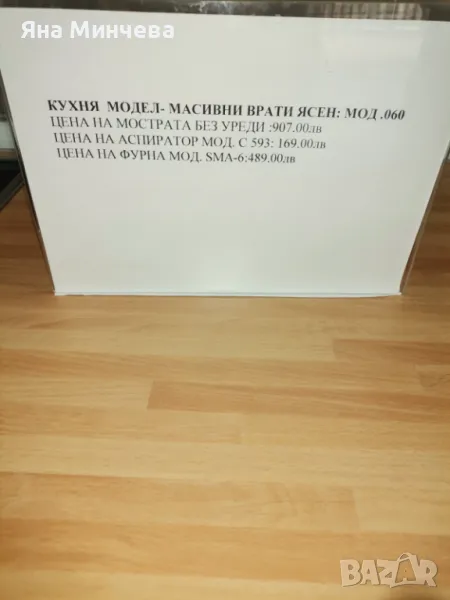 Яна Минчева
КУХНЯ МОДЕЛ- МАСИВНИ ВРАТИ ЯСЕН: МОД .060
ЦЕНА НА МОСТРАТА БЕЗ УРЕДИ :907.00лв
ЦЕНА НА АСПИРАТОР МОД. С 593: 169.00лв
ЦЕНА НА ФУРНА МОД. SMA-6:489.00лв
BAZAR